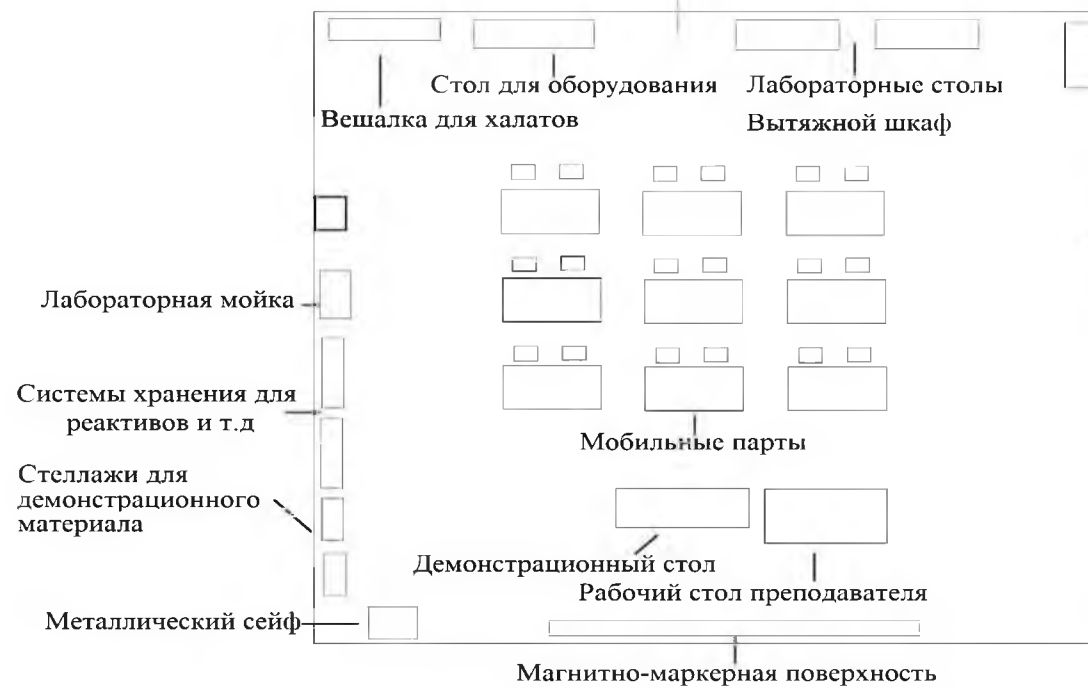 Стол для оборудования
Лабораторные столы
Вешалка для халатов
Вытяжной шкаф
Лабораторная мойка
Системы хранения для
реактивов и т.д
Мобильные парты
Стеллажи для
демонстрационного
материала
Демонстрационный стол
Рабочий стол преподавателя
Металлический сейф
Магнитно-маркерная поверхность